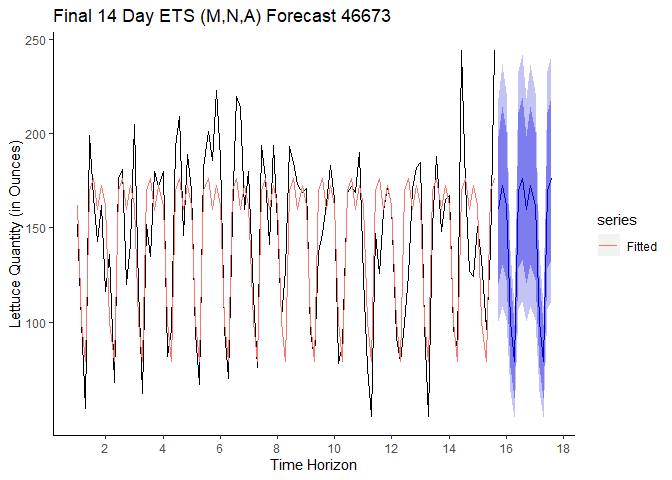 Final 14 Day ETS (M,N,A) Forecast 46673
250
200
150
100
Lettuce Quantity (in Ounces)
2 4 6 8 10 12 14 16 18
Time Horizon
series
Fitted